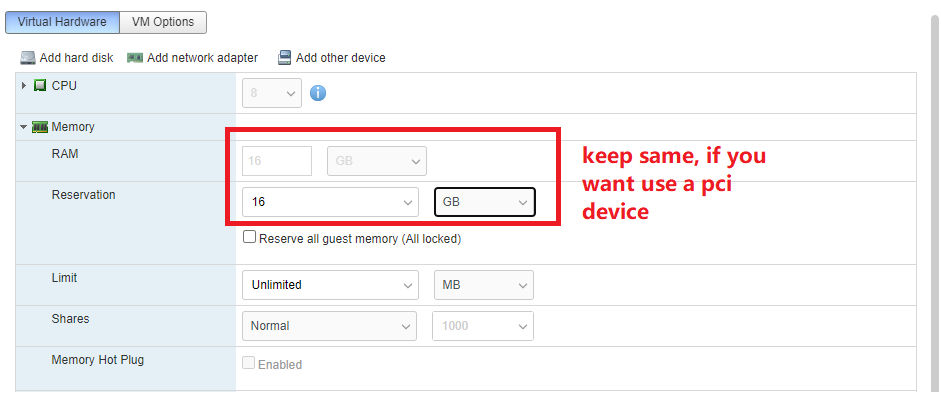 Virtual Hardware VM Options
Add hard disk Add network adapter Add other device
CPU 8 i
Memory
RAM 16 GB
Reservation 16 GB
Reserve all guest memory (All locked)
Limit Unlimited MB
Shares Normal 1000
Memory Hot Plug Enabled
keep same, if you
want use a pci
device